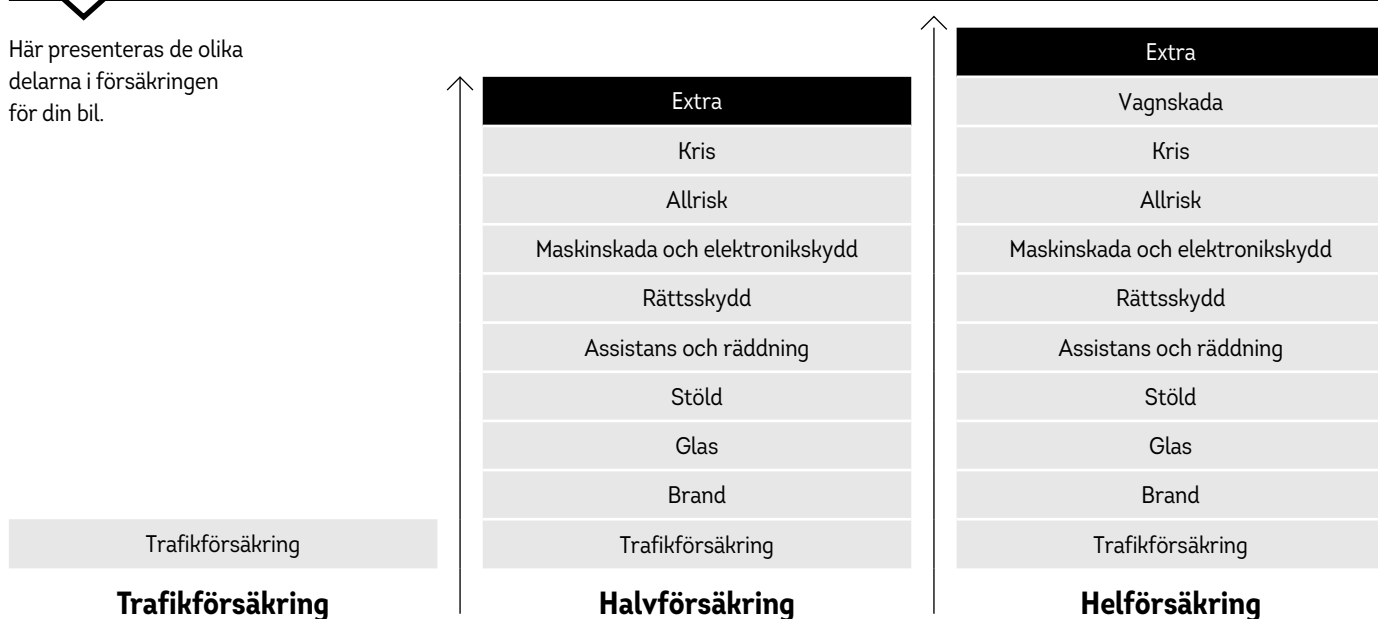 Här presenteras de olika
delarna i försäkringen
för din bil.
Trafikförsäkring
Trafikförsäkring
Extra
Kris
Allrisk
Maskinskada och elektronikskydd
Rättsskydd
Assistans och räddning
Stöld
Glas
Brand
Trafikförsäkring
Halvförsäkring
Extra
Vagnskada
Kris
Allrisk
Maskinskada och elektronikskydd
Rättsskydd
Assistans och räddning
Stöld
Glas
Brand
Trafikförsäkring
Helförsäkring